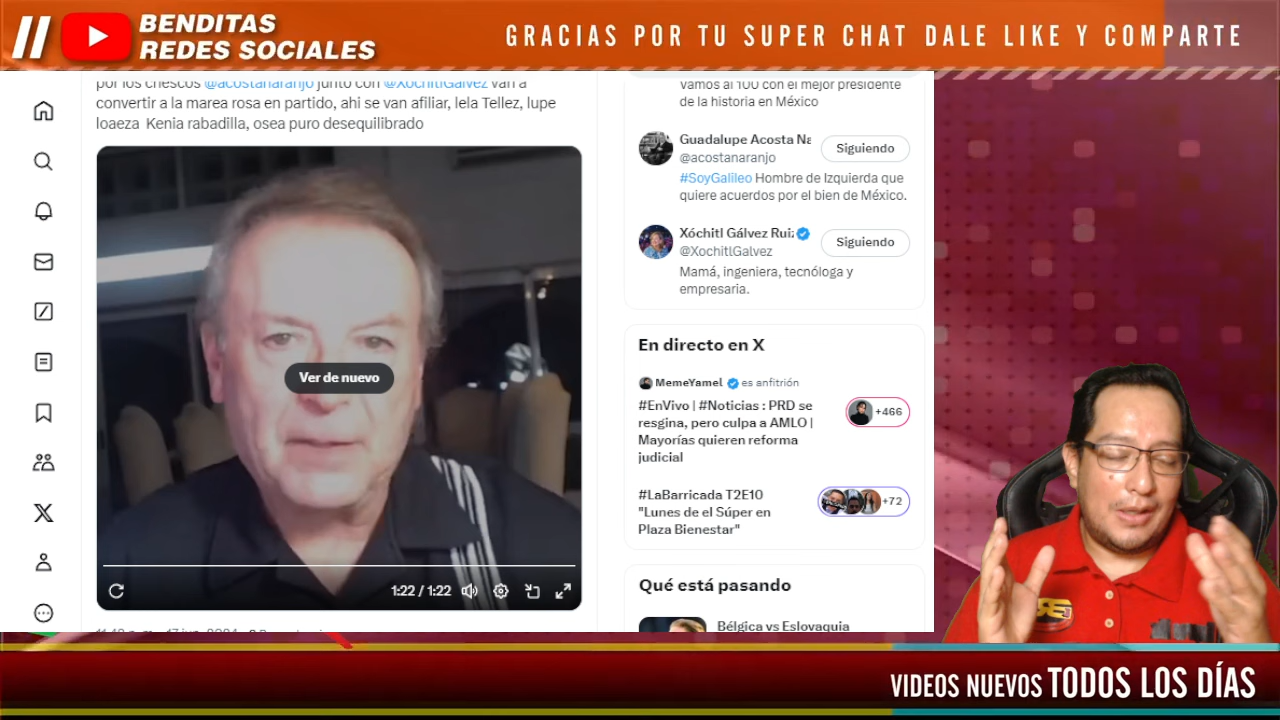 BENDITAS
REDES SOCIALES
GRACIAS POR TU SUPER CHAT DALE LIKE Y COMPARTE
por los chescos @acostanaranjo junto con @XochitlGalvez van a
convertir a la marea rosa en partido, ahi se van afiliar, lela Tellez, lupe
loaeza Kenia rabadilla, osea puro desequilibrado
Ver de nuevo
1:22 / 1:22
vamos al 100 con el mejor presidente
de la historia en México
Guadalupe Acosta Na
@acostanaranjo
Siguiendo
#SoyGalileo Hombre de Izquierda que
quiere acuerdos por el bien de México.
Xóchitl Gálvez Ruiz
@XochitlGalvez
Siguiendo
Mamá, ingeniera, tecnóloga y
empresaria.
En directo en X
MemeYamel es anfitrión
#EnVivo | #Noticias : PRD se
resgina, pero culpa a AMLO |
Mayorías quieren reforma
judicial
+466
#LaBarricada T2E10
"Lunes de el Súper en
Plaza Bienestar"
+72
Qué está pasando
Bélgica vs Eslovaquia
VIDEOS NUEVOS TODOS LOS DÍAS